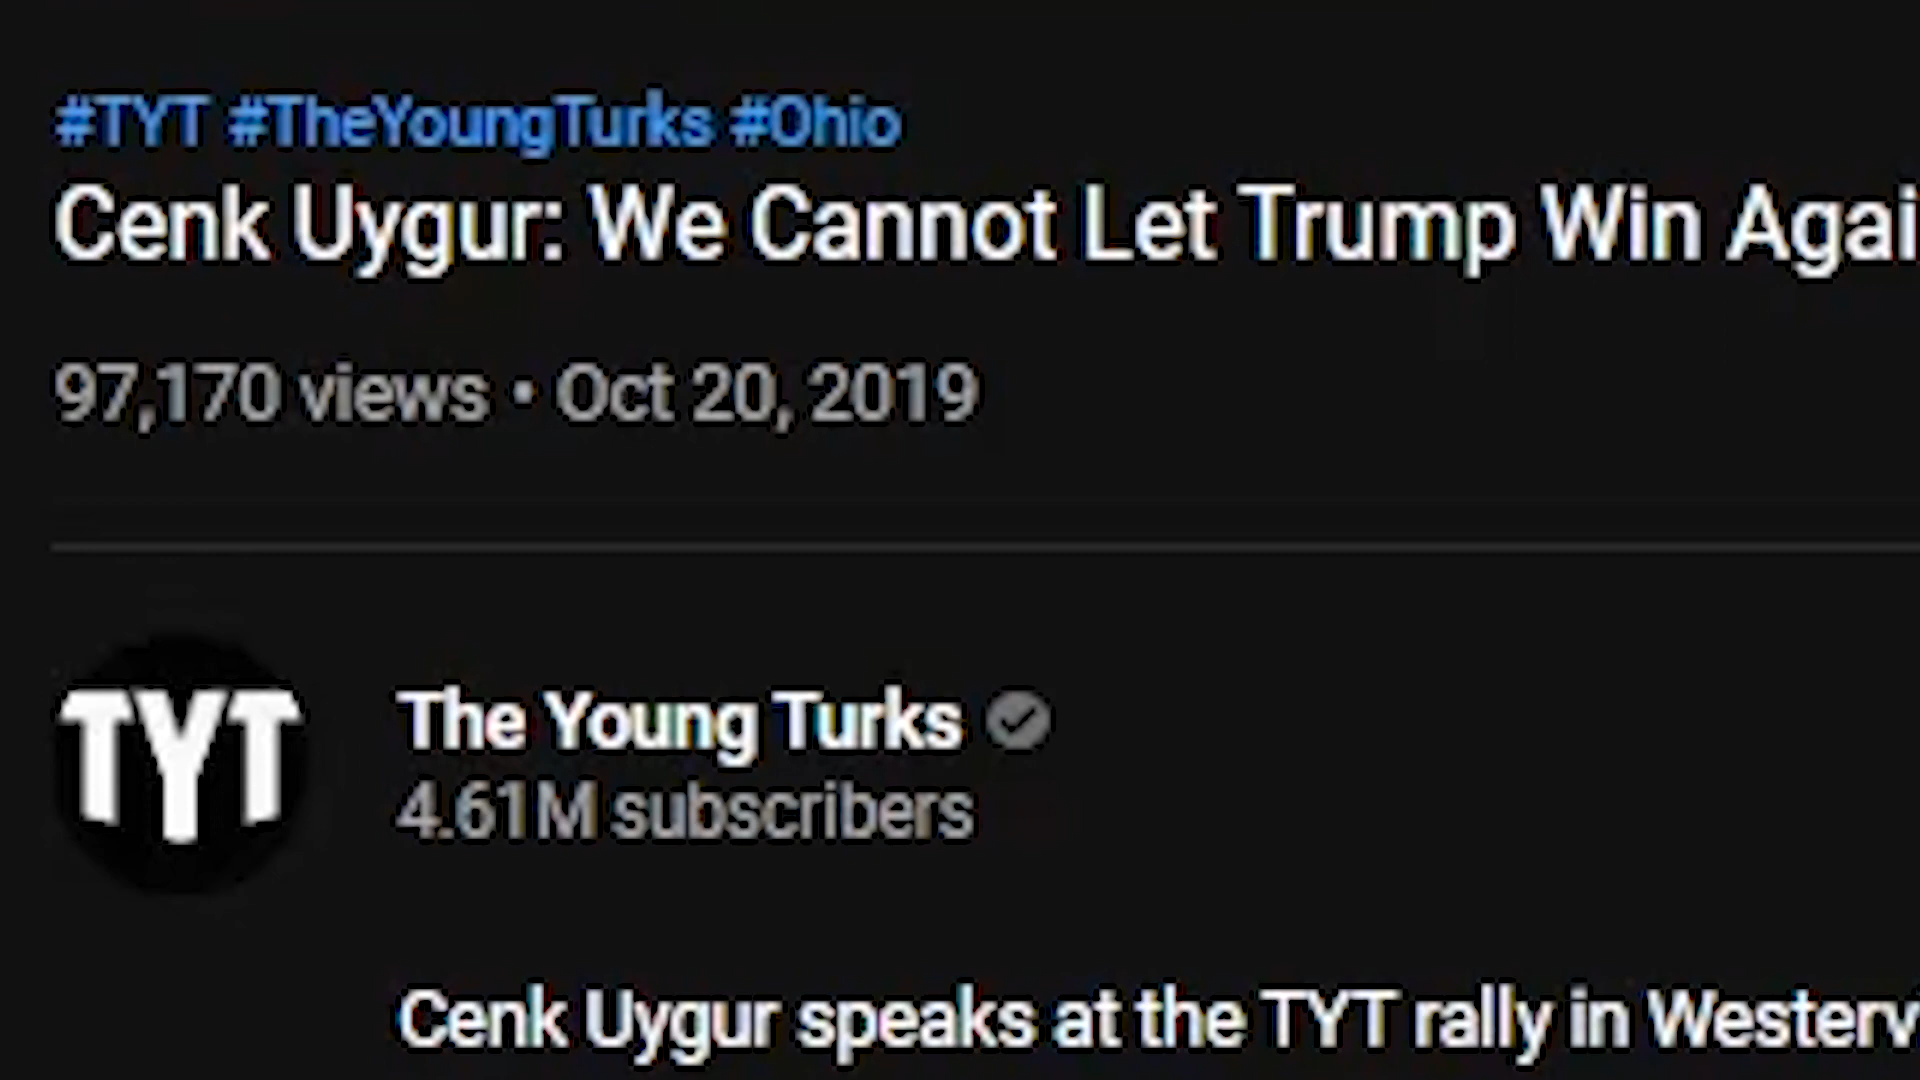 #TYT #TheYoungTurks #Ohio
Cenk Uygur: We Cannot Let Trump Win Agai
97,170 views • Oct 20, 2019
TYT
The Young Turks
4.61M subscribers
Cenk Uygur speaks at the TYT rally in Westerv